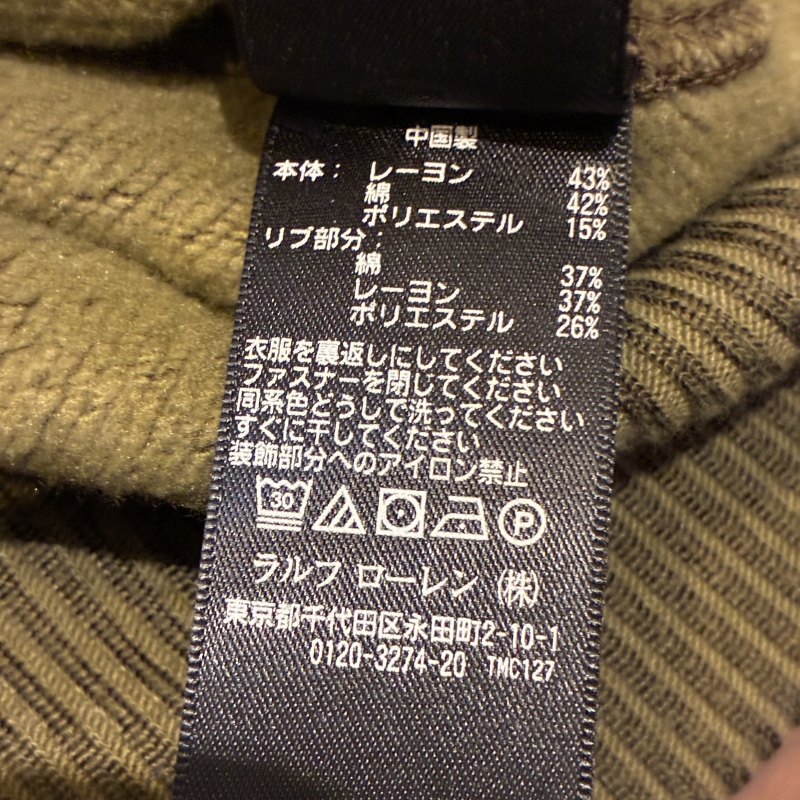 中国製
本体： レーヨン 43%
綿 42%
ポリエステル 15%
リブ部分：
綿 37%
レーヨン 37%
ポリエステル 26%
衣服を裏返しにしてください
ファスナーを閉じてください
同系色どうしで洗ってください
すぐに干してください
装飾部分へのアイロン禁止
30 P
ラルフ ローレン (株)
東京都千代田区永田町2-10-1
0120-3274-20 TMC127